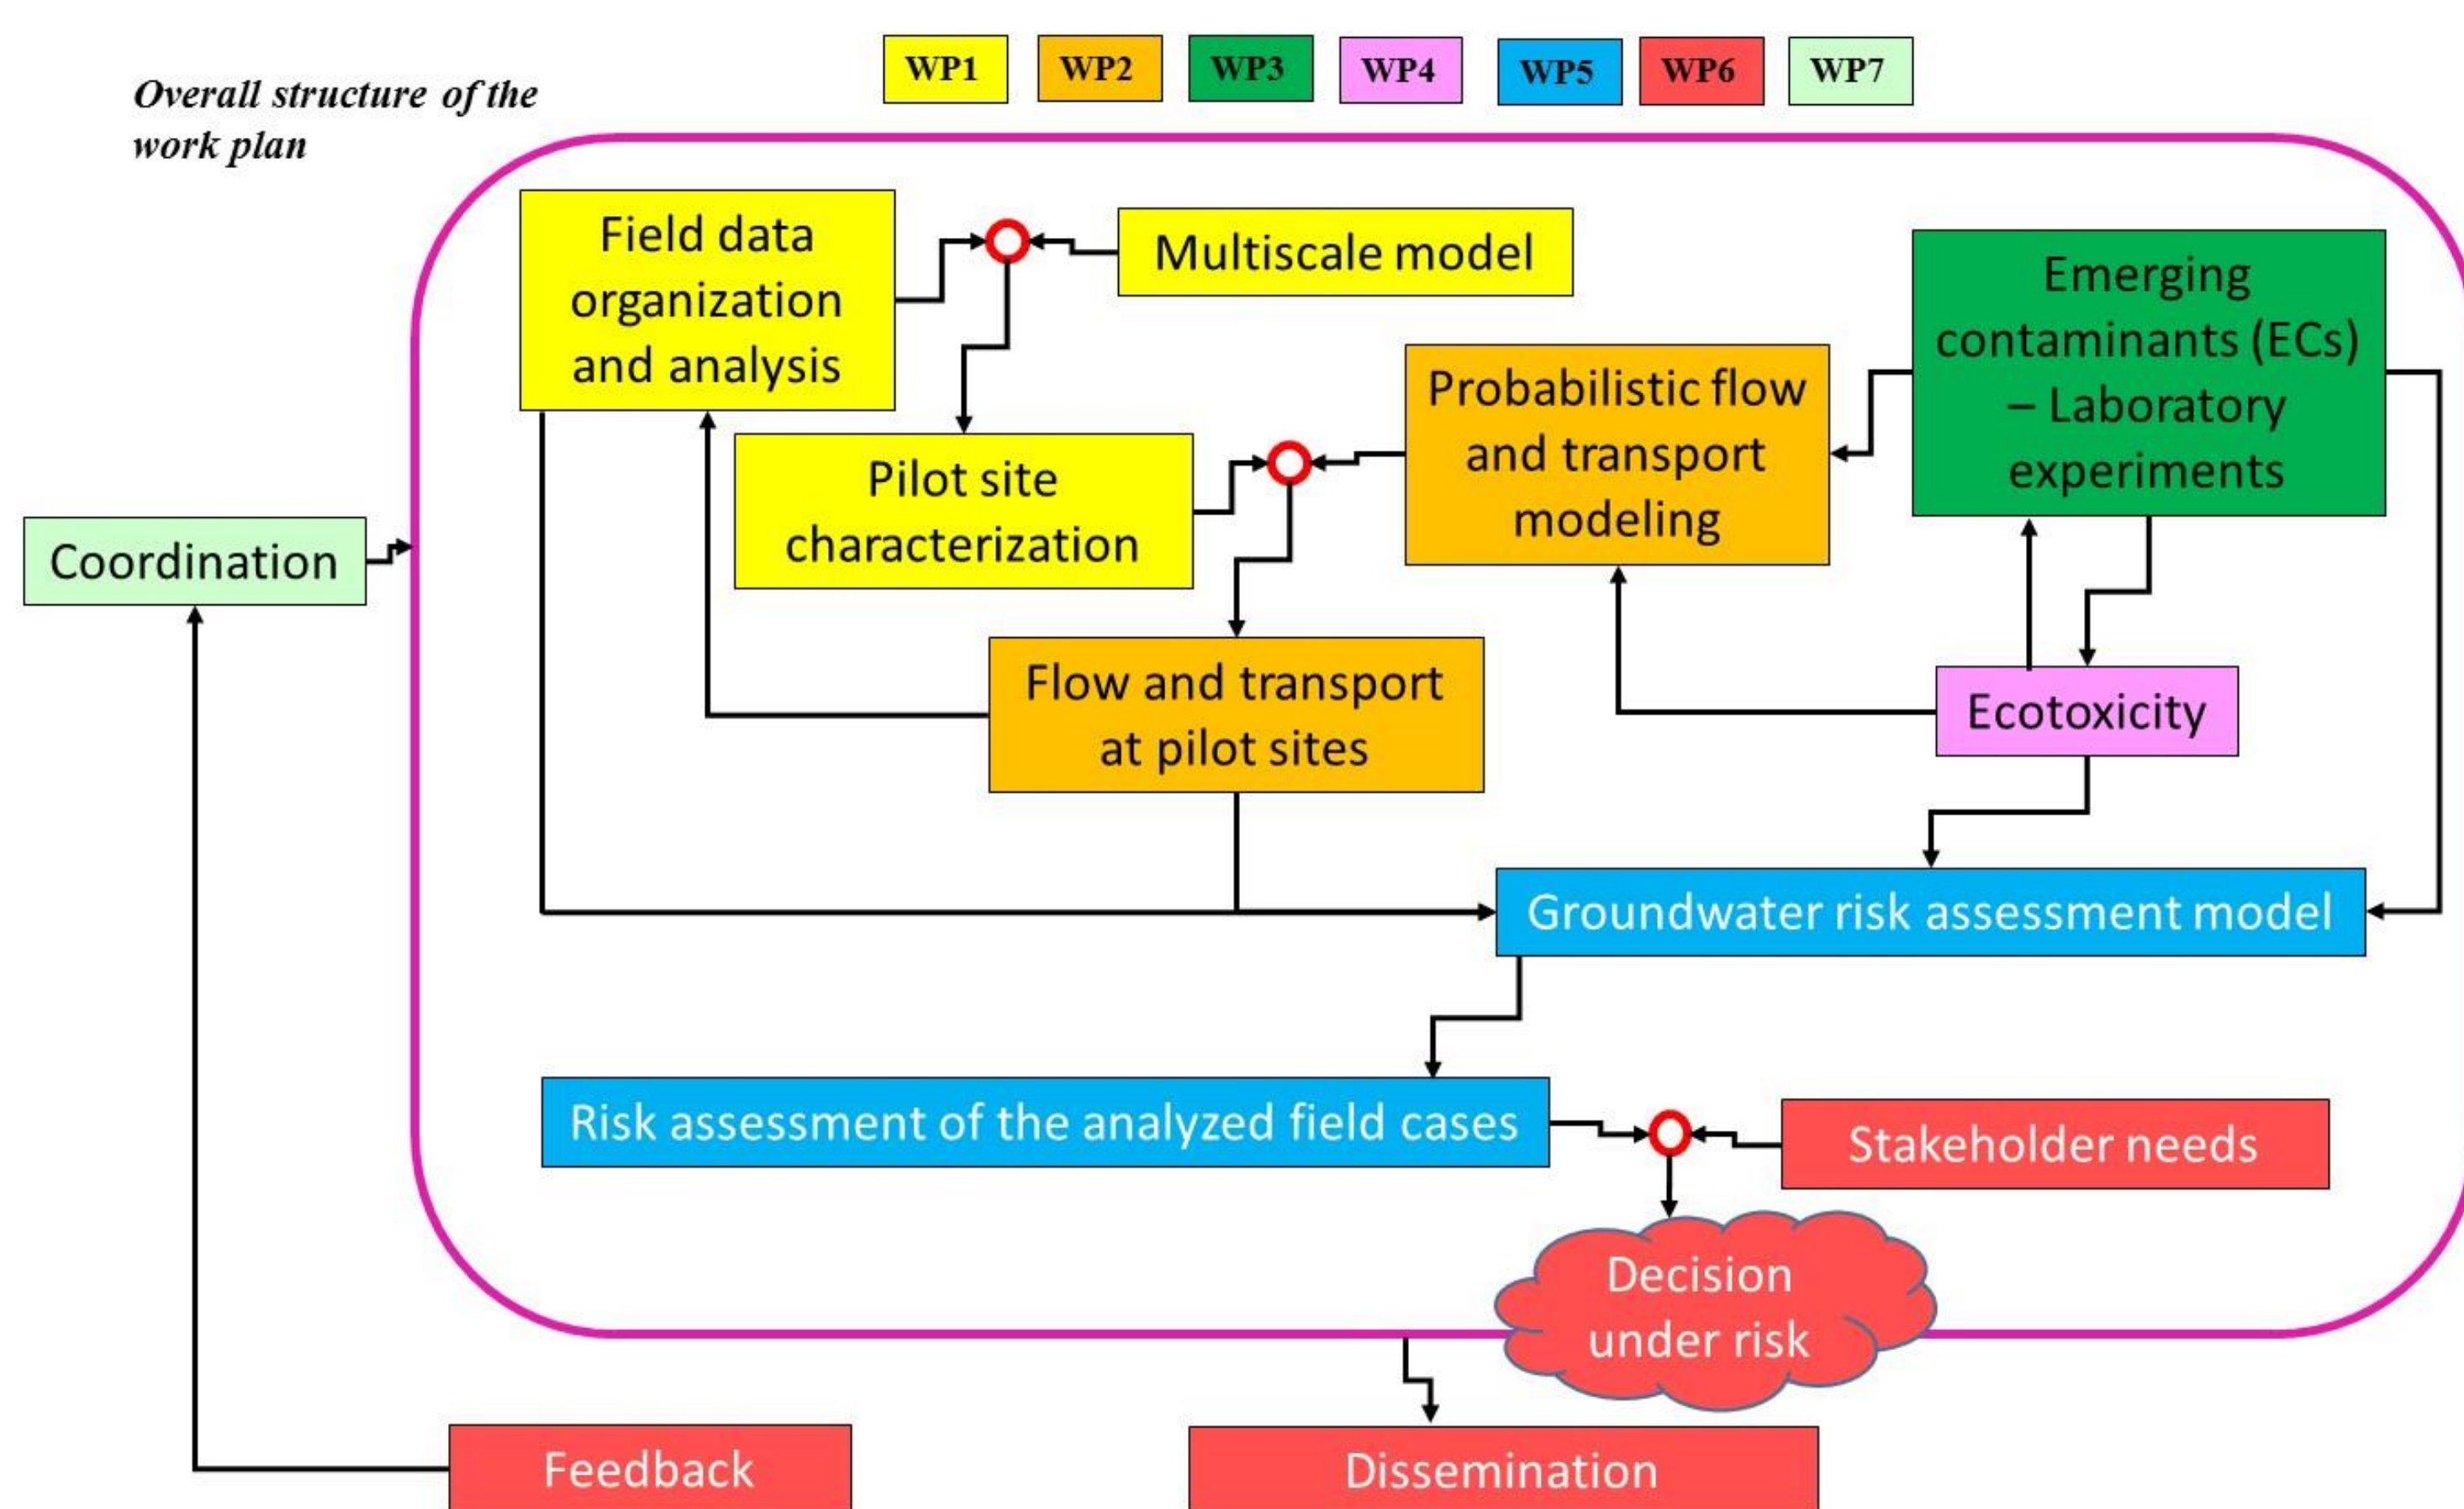 Overall structure of the
work plan
WP1
WP2
WP3
WP4
WP5
WP6
WP7
Field data
organization
and analysis
Multiscale model
Emerging
contaminants (ECs)
– Laboratory
experiments
Probabilistic flow
and transport
modeling
Pilot site
characterization
Coordination
Flow and transport
at pilot sites
Ecotoxicity
Groundwater risk assessment model
Risk assessment of the analyzed field cases
Stakeholder needs
Decision
under risk
Feedback
Dissemination